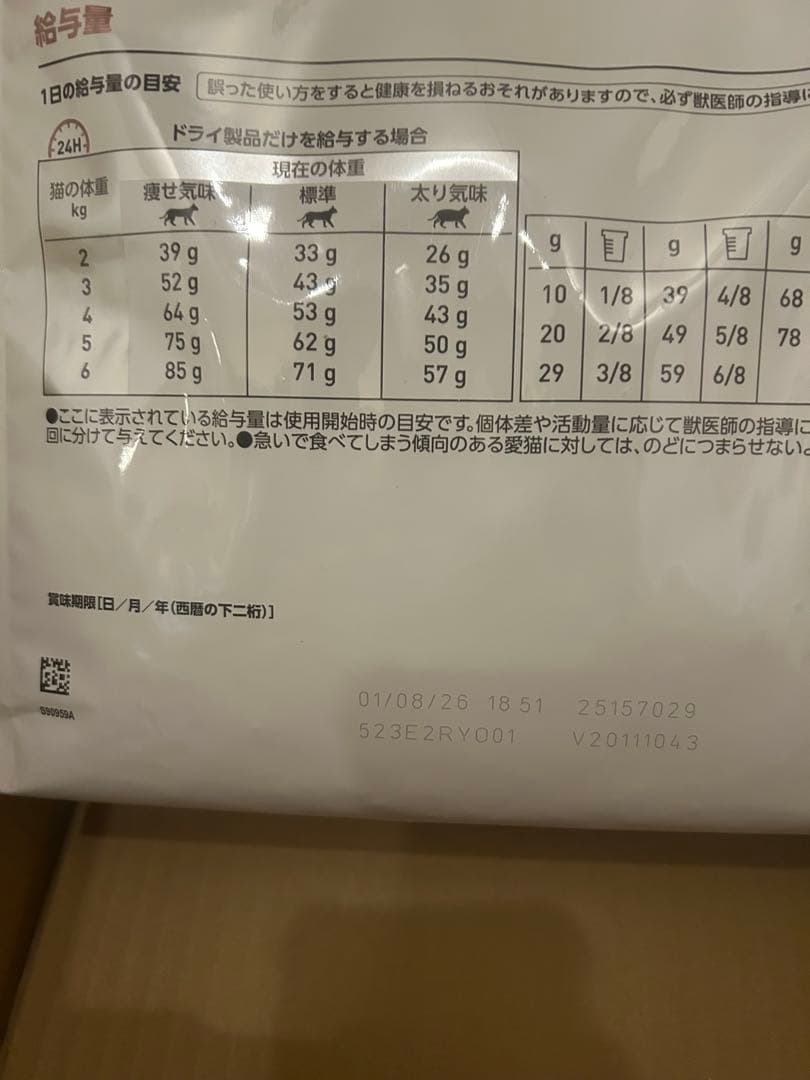 給与量
1日の給与量の目安 誤った使い方をすると健康を損ねるおそれがありますので、必ず獣医師の指導に
24H ドライ製品だけを給与する場合
現在の体重
猫の体重 kg 痩せ気味 標準 太り気味
2 39 g 33 g 26 g
3 52 g 43 g 35 g
4 64 g 53 g 43 g
5 75 g 62 g 50 g
6 85 g 71 g 57 g
g g g
10 1/8 39 4/8 68
20 2/8 49 5/8 78
29 3/8 59 6/8
●ここに表示されている給与量は使用開始時の目安です。個体差や活動量に応じて獣医師の指導に
回に分けて与えてください。●急いで食べてしまう傾向のある愛猫に対しては、のどにつまらせないよ
賞味期限[日/月/年(西暦の下二桁)]
S90959A
01/08/26 18 51 25157029
523E2RYO01 V20111043